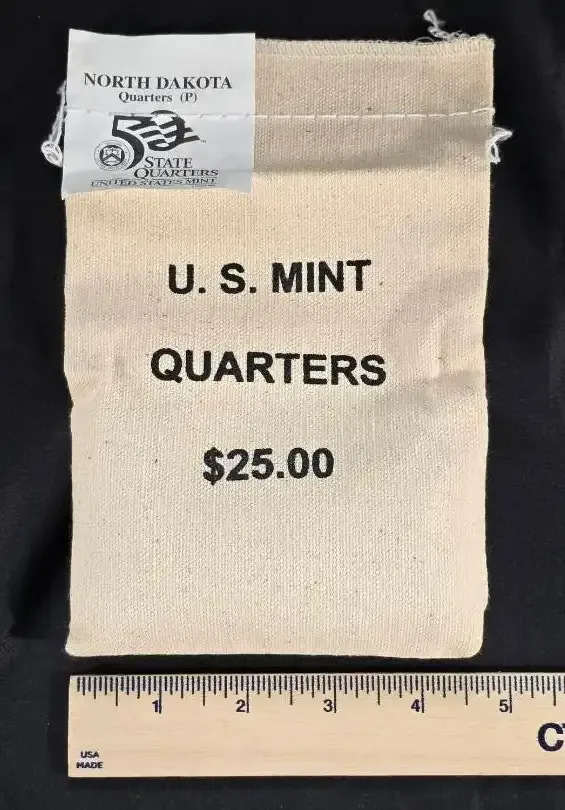 NORTH DAKOTA
Quarters (P)
50
STATE
QUARTERS
UNITED STATES MINT
U. S. MINT
QUARTERS
$25.00
1 2 3 4 5
USA
MADE